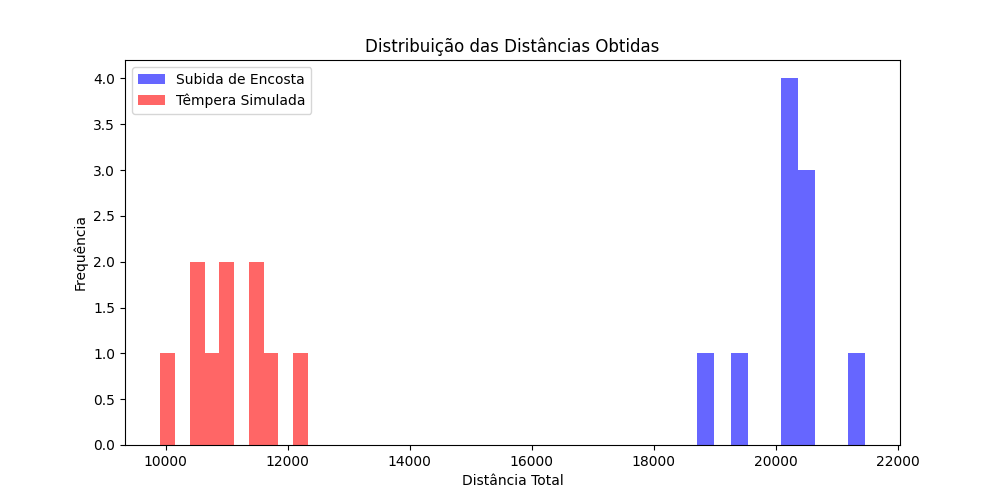 Distribuição das Distâncias Obtidas
Subida de Encosta
Têmpera Simulada
Frequência
4.0
3.5
3.0
2.5
2.0
1.5
1.0
0.5
0.0
10000 12000 14000 16000 18000 20000 22000
Distância Total